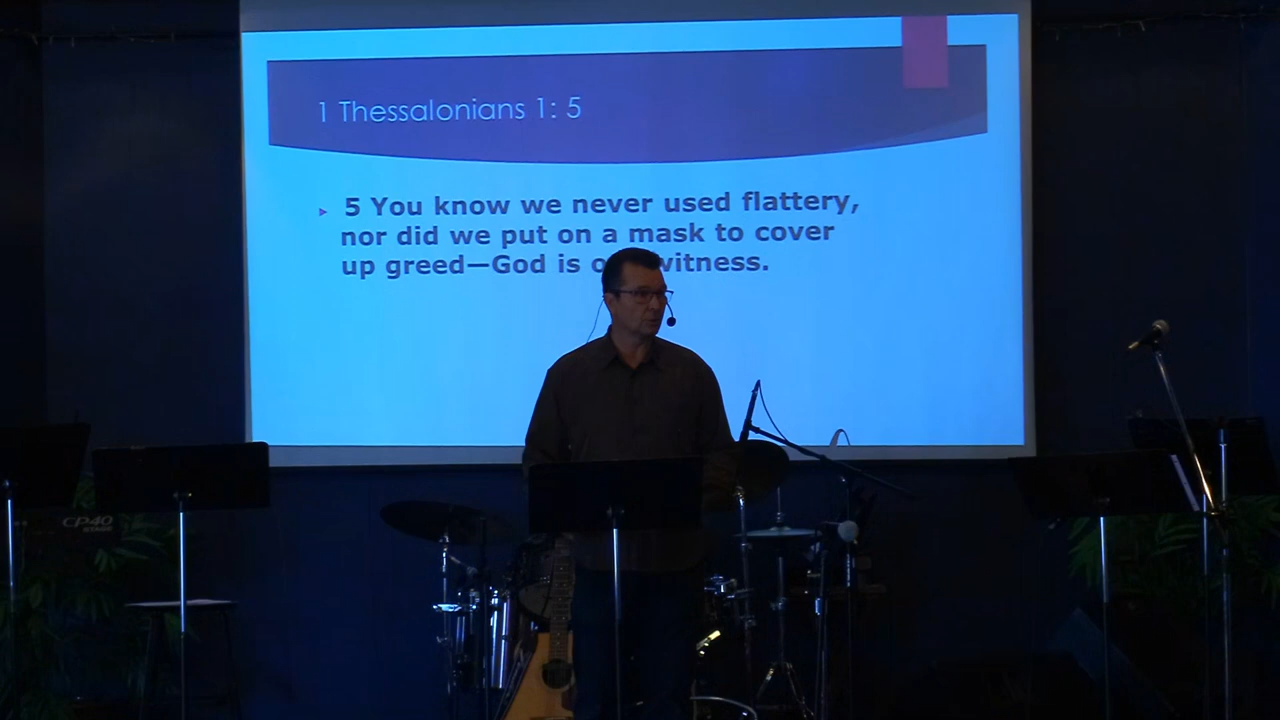 1 Thessalonians 1: 5
5 You know we never used flattery,
nor did we put on a mask to cover
up greed—God is witness.
CP40
STAGE